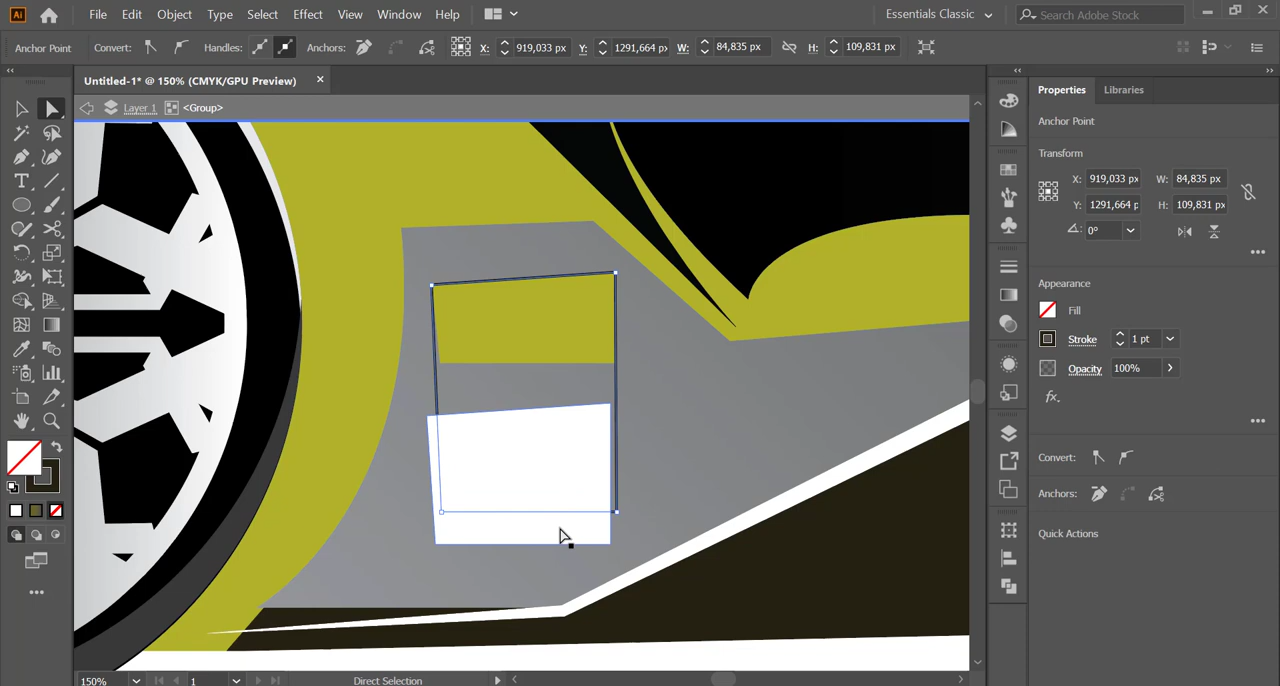 Ai File Edit Object Type Select Effect View Window Help Essentials Classic Search Adobe Stock
Anchor Point Convert: Handles: Anchors: X: 919,033 px Y: 1291,664 px W: 84,835 px H: 109,831 px
Untitled-1* @ 150% (CMYK/GPU Preview)
Layer 1 <Group>
Properties Libraries
Anchor Point
Transform
X: 919,033 px W: 84,835 px
Y: 1291,664 p H: 109,831 px
0°
Appearance
Fill
Stroke 1 pt
Opacity 100%
fx.
Convert:
Anchors:
Quick Actions
150% 1 Direct Selection